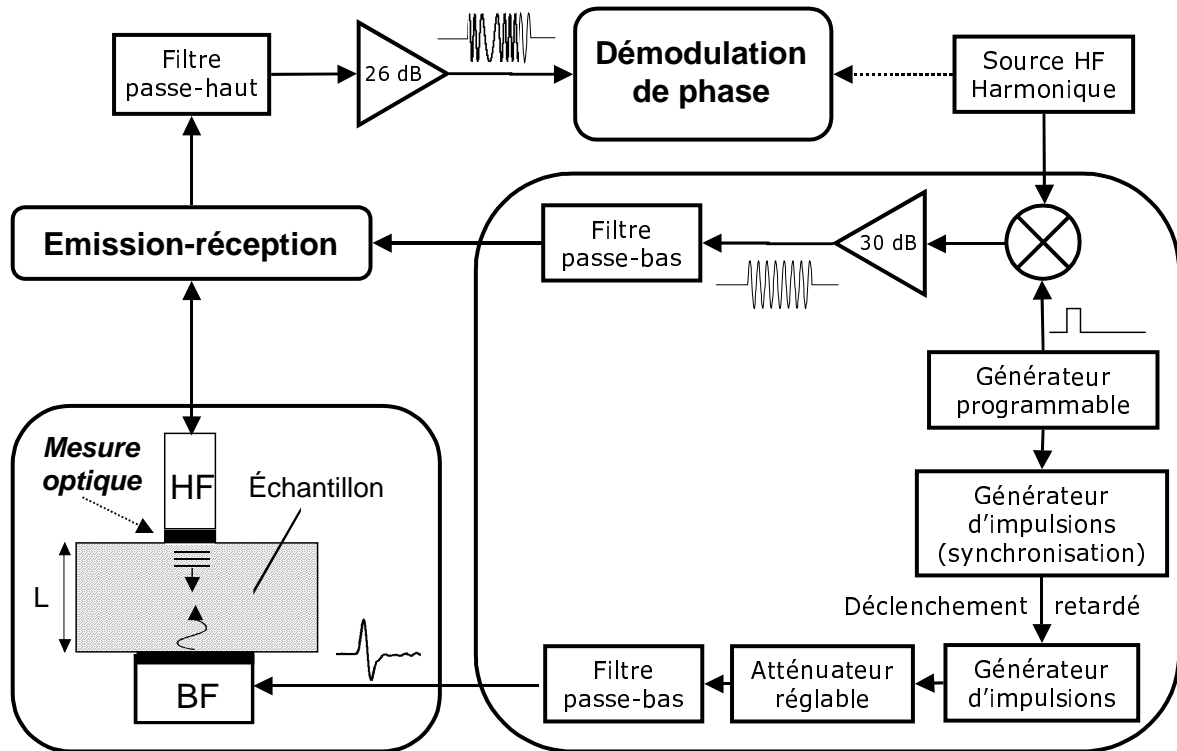 Filtre
passe-haut
26 dB
Démodulation
de phase
Source HF
Harmonique
Emission-réception
Filtre
passe-bas
30 dB
Générateur
programmable
Mesure
optique
HF
Échantillon
L
BF
Générateur
d'impulsions
(synchronisation)
Déclenchement retardé
Filtre
passe-bas
Atténuateur
réglable
Générateur
d'impulsions